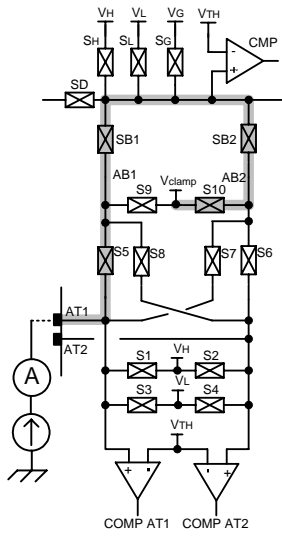 VH VL VG VTH
SH SL SG CMP
- +
SD
SB1 SB2
AB1 Vclamp AB2
S9 S10
S5 S8 S7 S6
AT1
AT2
A
S1 VH S2
S3 VL S4
VTH
+ - - +
COMP AT1 COMP AT2